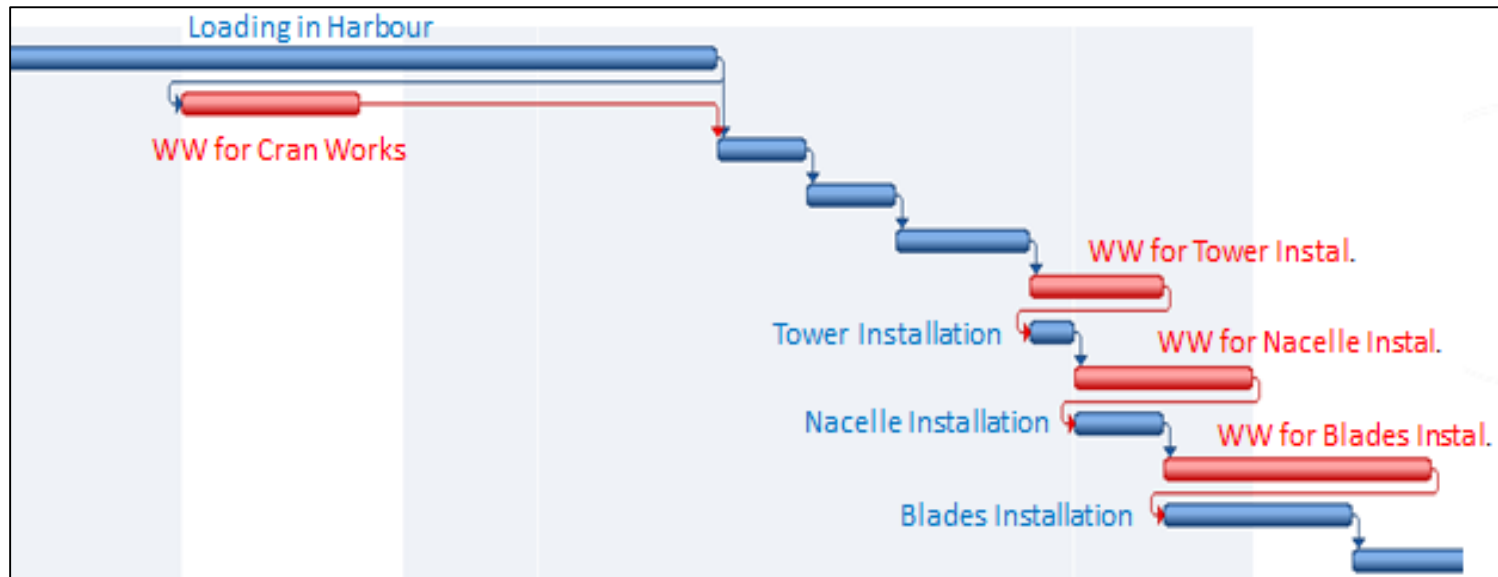 Loading in Harbour
WW for Cran Works
WW for Tower Instal.
Tower Installation
WW for Nacelle Instal.
Nacelle Installation
WW for Blades Instal.
Blades Installation